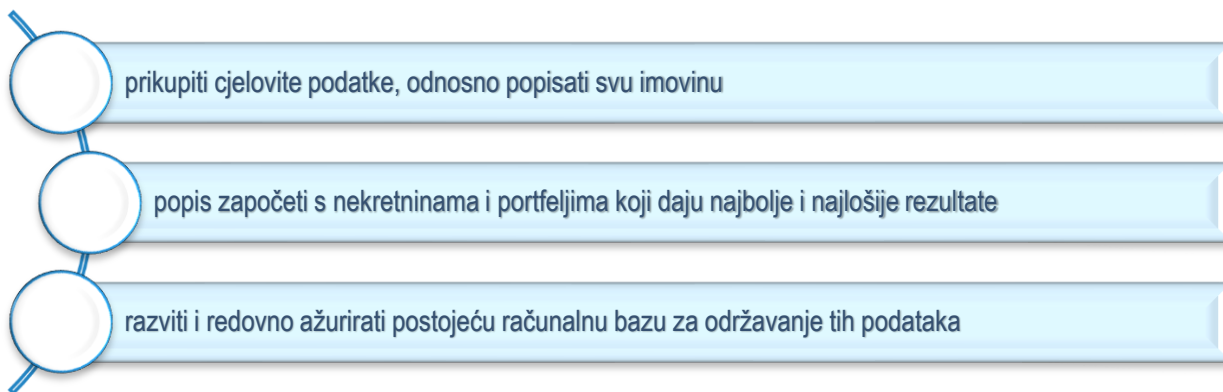 prikupiti cjelovite podatke, odnosno popisati svu imovinu
popis započeti s nekretninama i portfeljima koji daju najbolje i najlošije rezultate
razviti i redovno ažurirati postojeću računalnu bazu za održavanje tih podataka